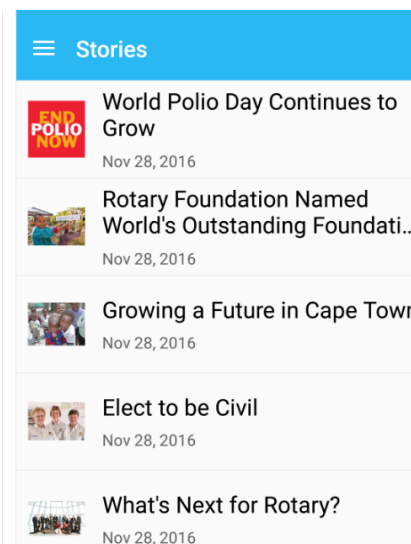 Stories
END
POLIO
NOW
World Polio Day Continues to
Grow
Nov 28, 2016
Rotary Foundation Named
World's Outstanding Foundati..
Nov 28, 2016
Growing a Future in Cape Town
Nov 28, 2016
Elect to be Civil
Nov 28, 2016
What's Next for Rotary?
Nov 28, 2016